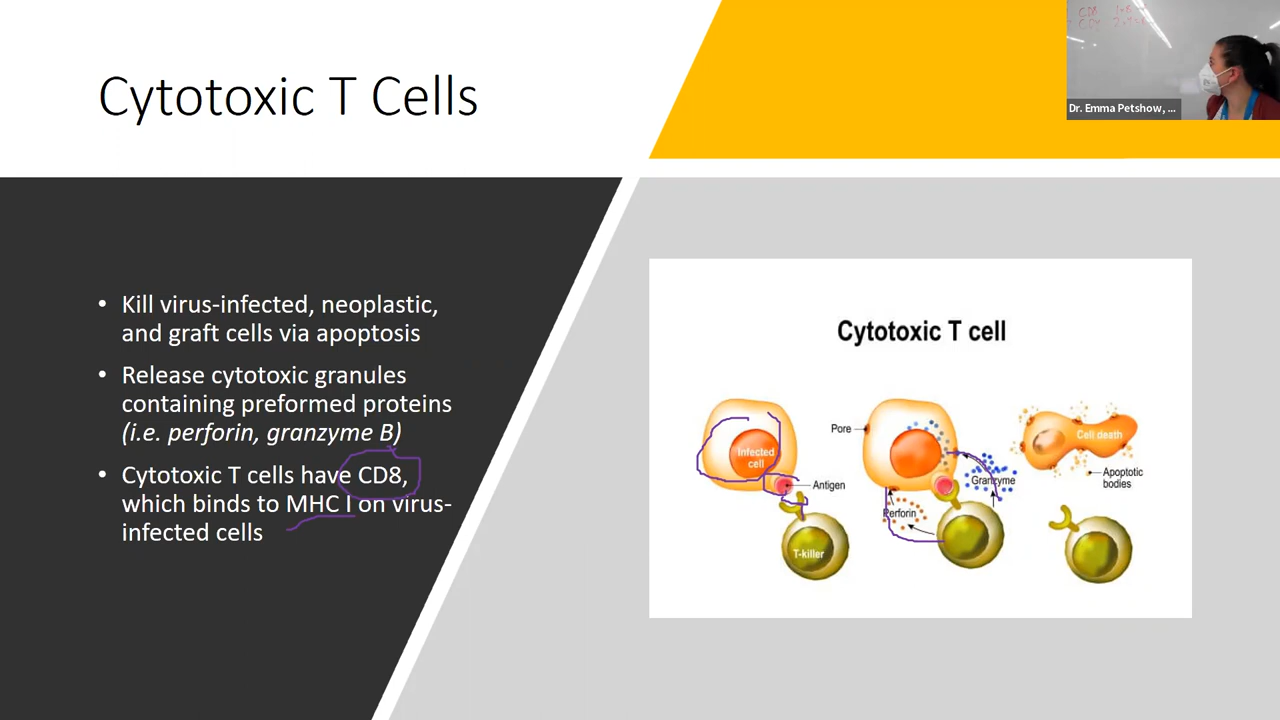 Cytotoxic T Cells
CD8
Dr. Emma Petshow, ...
• Kill virus-infected, neoplastic,
and graft cells via apoptosis
• Release cytotoxic granules
containing preformed proteins
(i.e. perforin, granzyme B)
• Cytotoxic T cells have CD8,
which binds to MHC I on virus-
infected cells
Cytotoxic T cell
Infected
cell
Antigen
T-killer
Pore
Granzyme
Perforin
Cell death
Apoptotic
bodies